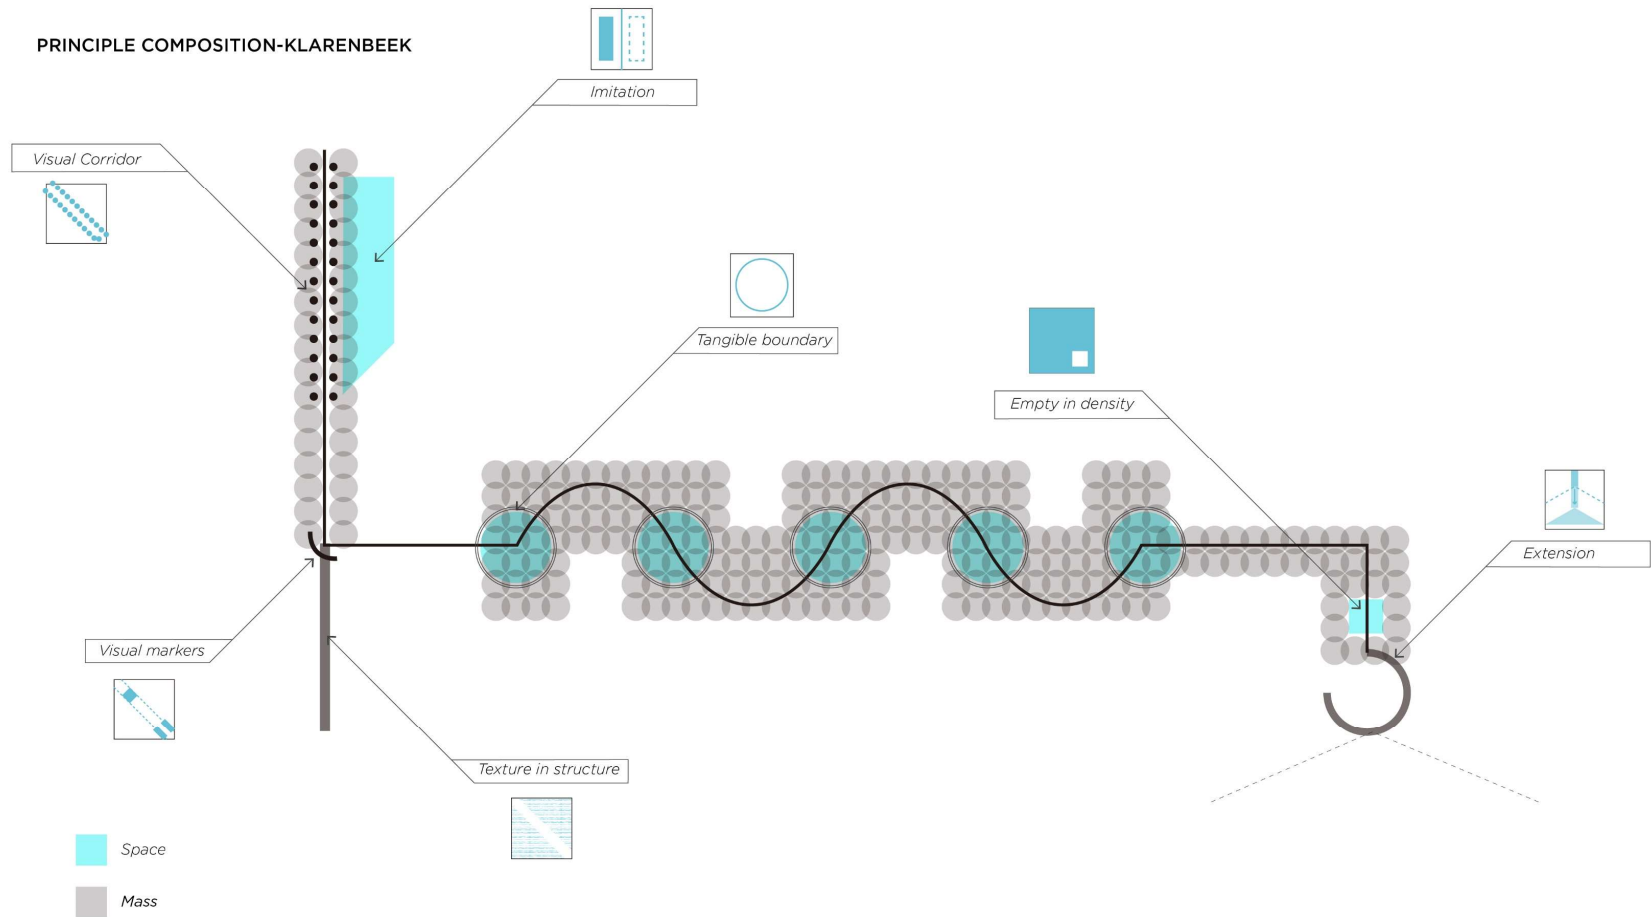 PRINCIPLE COMPOSITION-KLARENBEEK
Imitation
Visual Corridor
Tangible boundary
Empty in density
Extension
Visual markers
Texture in structure
Space
Mass